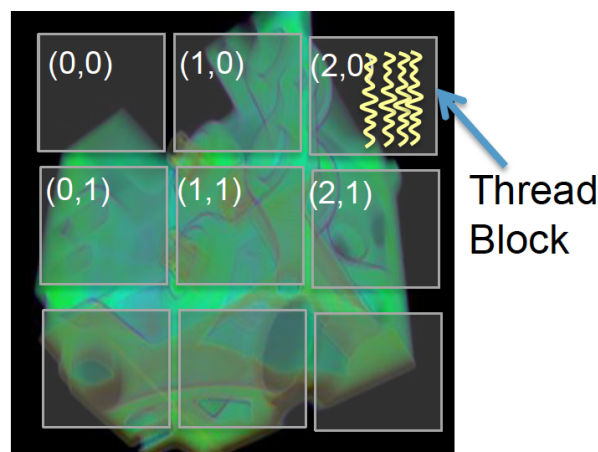 (0,0) (1,0) (2,0)
(0,1) (1,1) (2,1)
Thread
Block